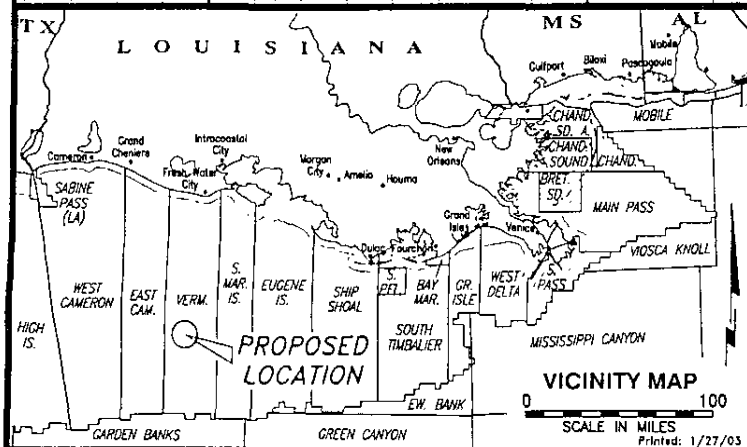 TX
LOUISIANA
MS
AL
Mobile
Gulfport
Biloxi
Pascagoula
MOBILE
CHAND.
SD. A.
CHAND.
SOUND
CHAND.
BRET.
SD.
MAIN PASS
VIOSCA KNOLL
New
Orleans
Intracoastal
City
Grand
Cheniere
Cameron
Fresh Water
City
Morgan
City
Amelia
Houma
Grand
Isle
Venice
Dulac
Fourchon
SABINE
PASS
(LA)
HIGH
IS.
WEST
CAMERON
EAST
CAM.
VERM.
S.
MAR.
IS.
EUGENE
IS.
SHIP
SHOAL
S.
PEL.
BAY
MAR.
GR.
ISLE
WEST
DELTA
S.
PASS
SOUTH
TIMBALIER
MISSISSIPPI CANYON
PROPOSED
LOCATION
EW. BANK
GARDEN BANKS
GREEN CANYON
VICINITY MAP
0
100
SCALE IN MILES
Printed: 1/27/03